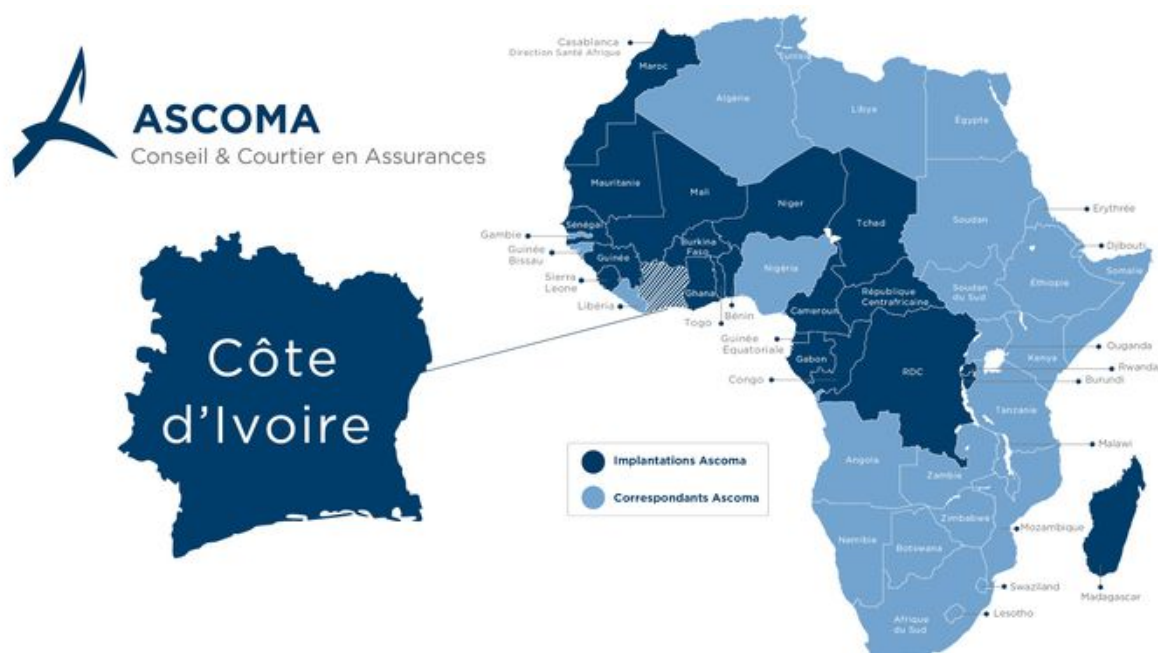 ASCOMA
Conseil & Courtier en Assurances
Côte
d'Ivoire
Casablanca
Direction Santé Afrique
Maroc
Algérie
Tunisie
Libye
Égypte
Mauritanie
Mali
Niger
Tchad
Soudan
Erythrée
Djibouti
Somalie
Sénégal
Gambie
Guinée
Bissau
Guinée
Burkina
Faso
Sierra
Leone
Libéria
Ghana
Togo
Bénin
Nigéria
Cameroun
République
Centrafricaine
Soudan
du Sud
Ethiopie
Guinée
Équatoriale
Gabon
Congo
RDC
Ouganda
Kenya
Rwanda
Burundi
Tanzanie
Malawi
Angola
Zambie
Zimbabwe
Mozambique
Namibie
Botswana
Swaziland
Lesotho
Afrique
du Sud
Madagascar
Implantations Ascoma
Correspondants Ascoma